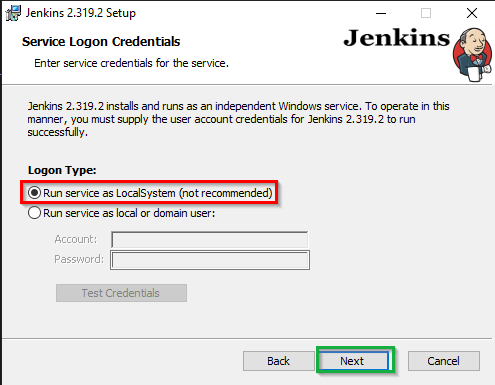 Jenkins 2.319.2 Setup
Service Logon Credentials
Enter service credentials for the service.
Jenkins
Jenkins 2.319.2 installs and runs as an independent Windows service. To operate in this
manner, you must supply the user account credentials for Jenkins 2.319.2 to run
successfully.
Logon Type:
Run service as LocalSystem (not recommended)
Run service as local or domain user:
Account:
Password:
Test Credentials
Back
Next
Cancel